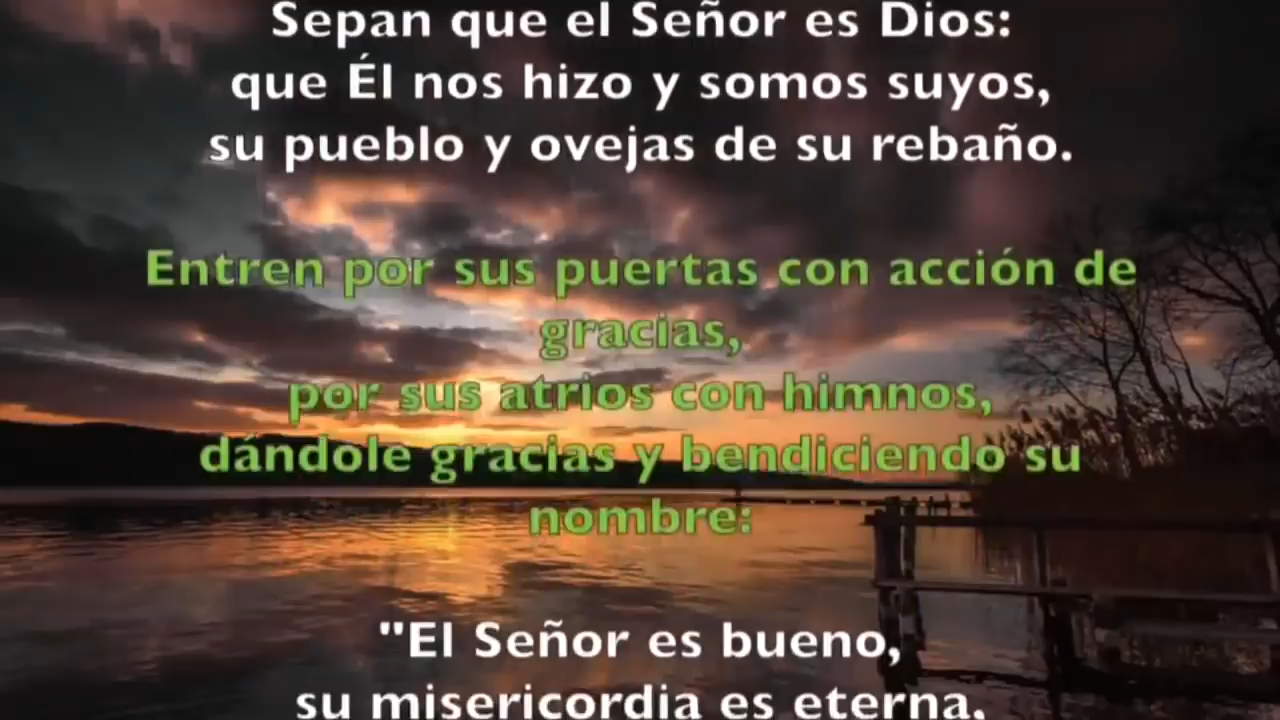 Sepan que el Señor es Dios:
que Él nos hizo y somos suyos,
su pueblo y ovejas de su rebaño.
Entren por sus puertas con acción de
gracias,
por sus atrios con himnos,
dándole gracias y bendiciendo su
nombre:
"El Señor es bueno,
su misericordia es eterna,